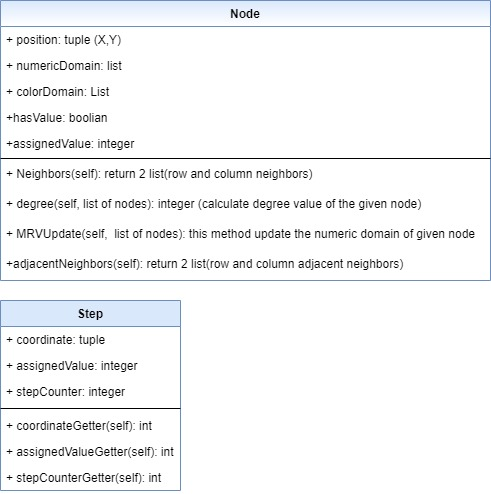 Node
+ position: tuple (X,Y)
+ numericDomain: list
+ colorDomain: List
+hasValue: boolian
+assignedValue: integer
+ Neighbors(self): return 2 list(row and column neighbors)
+ degree(self, list of nodes): integer (calculate degree value of the given node)
+ MRVUpdate(self,  list of nodes): this method update the numeric domain of given node
+adjacentNeighbors(self): return 2 list(row and column adjacent neighbors)
Step
+ coordinate: tuple
+ assignedValue: integer
+ stepCounter: integer
+ coordinateGetter(self): int
+ assignedValueGetter(self): int
+ stepCounterGetter(self): int